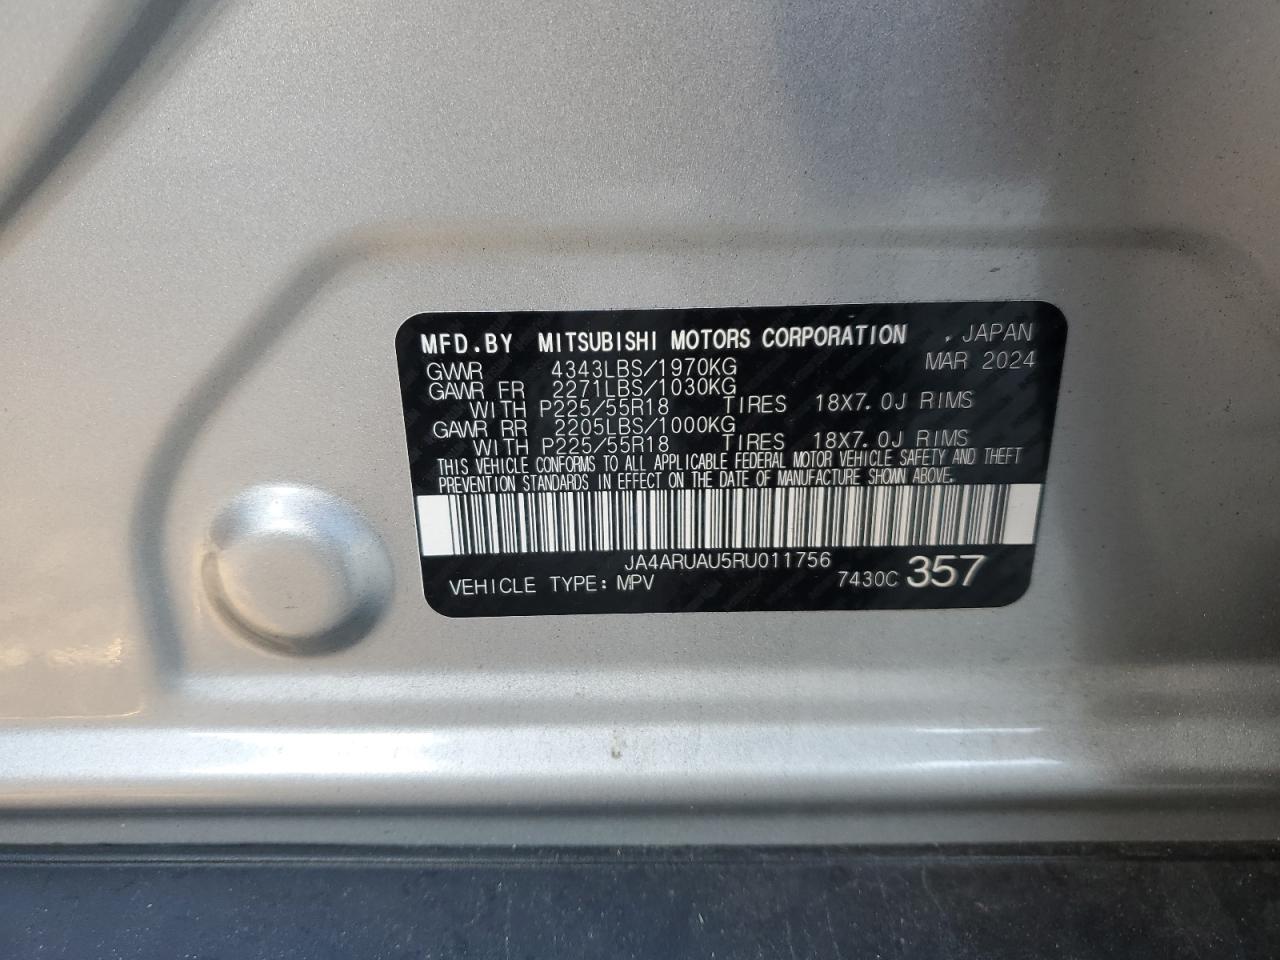 MFD.BY MITSUBISHI MOTORS CORPORATION , JAPAN
GVWR 4343LBS/1970KG MAR 2024
GAWR FR 2271LBS/1030KG
WITH P225/55R18 TIRES 18X7.0J RIMS
GAWR RR 2205LBS/1000KG
WITH P225/55R18 TIRES 18X7.0J RIMS
THIS VEHICLE CONFORMS TO ALL APPLICABLE FEDERAL MOTOR VEHICLE SAFETY AND THEFT
PREVENTION STANDARDS IN EFFECT ON THE DATE OF MANUFACTURE SHOWN ABOVE.
JA4ARUAU5RU011756
VEHICLE TYPE: MPV 7430C 357